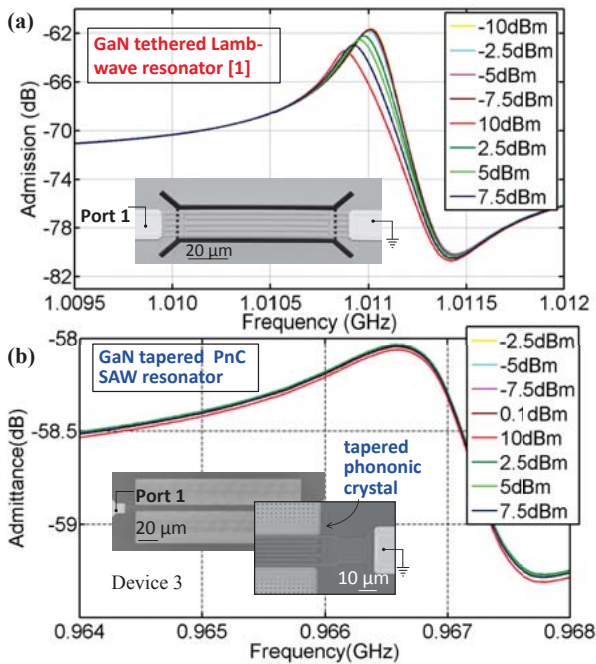 (a)
GaN tethered Lamb-
wave resonator [1]
-62
-66
-70
-74
-78
-82
Admission (dB)
-10dBm
-2.5dBm
-5dBm
-7.5dBm
10dBm
2.5dBm
5dBm
7.5dBm
Port 1
20 µm
1.0095 1.010 1.0105 1.011 1.0115 1.012
Frequency (GHz)
(b)
GaN tapered PnC
SAW resonator
-58
-58.5
-59
Admittance(dB)
-2.5dBm
-5dBm
-7.5dBm
0.1dBm
10dBm
2.5dBm
5dBm
7.5dBm
tapered
phononic
crystal
Port 1
20 µm
10 µm
Device 3
0.964 0.965 0.966 0.967 0.968
Frequency(GHz)